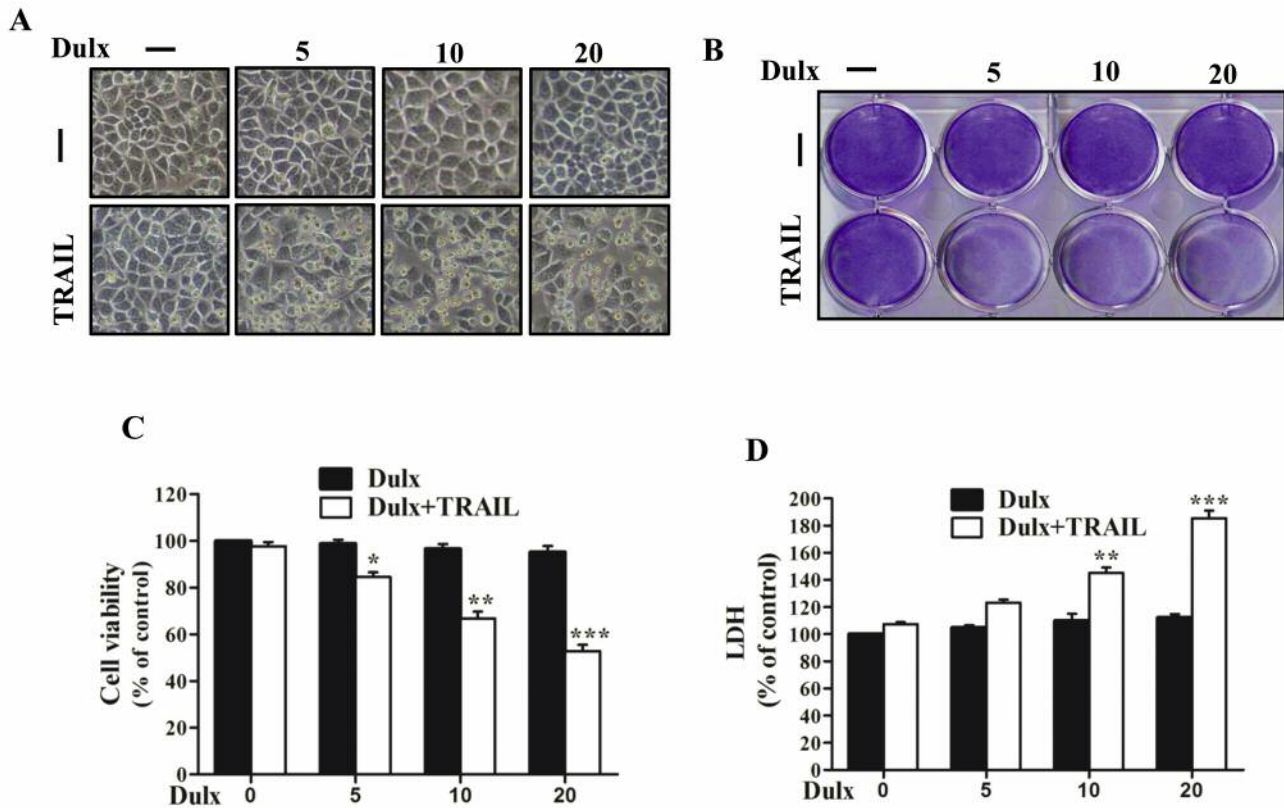 A
Dulx — 5 10 20
—
TRAIL
B
Dulx — 5 10 20
—
TRAIL
C
Dulx
Dulx+TRAIL
120
100
80
60
40
20
0
Cell viability
(% of control)
*
**
***
Dulx 0 5 10 20
D
Dulx
Dulx+TRAIL
200
180
160
140
120
100
80
60
40
20
0
LDH
(% of control)
**
***
Dulx 0 5 10 20